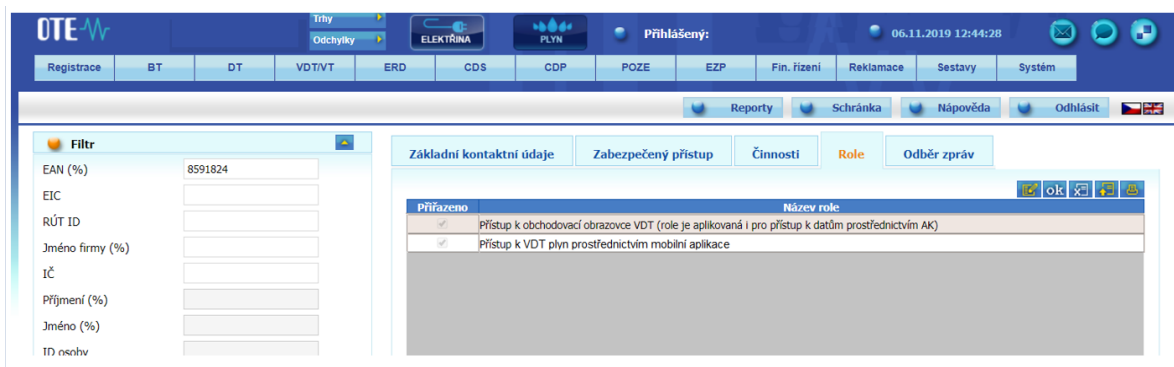 OTE
Trhy
Odchylky
ELEKTŘINA
PLYN
Přihlášený:
06.11.2019 12:44:28
Registrace BT DT VDT/VT ERD CDS CDP POZE EZP Fin. řízení Reklamace Sestavy Systém
Reporty Schránka Nápověda Odhlásit
Filtr
EAN (%) 8591824
EIC
RÚT ID
Jméno firmy (%)
IČ
Příjmení (%)
Jméno (%)
ID osoby
Základní kontaktní údaje Zabezpečený přístup Činnosti Role Odběr zpráv
ok
Přiřazeno Název role
Přístup k obchodovací obrazovce VDT (role je aplikovaná i pro přístup k datům prostřednictvím AK)
Přístup k VDT plyn prostřednictvím mobilní aplikace